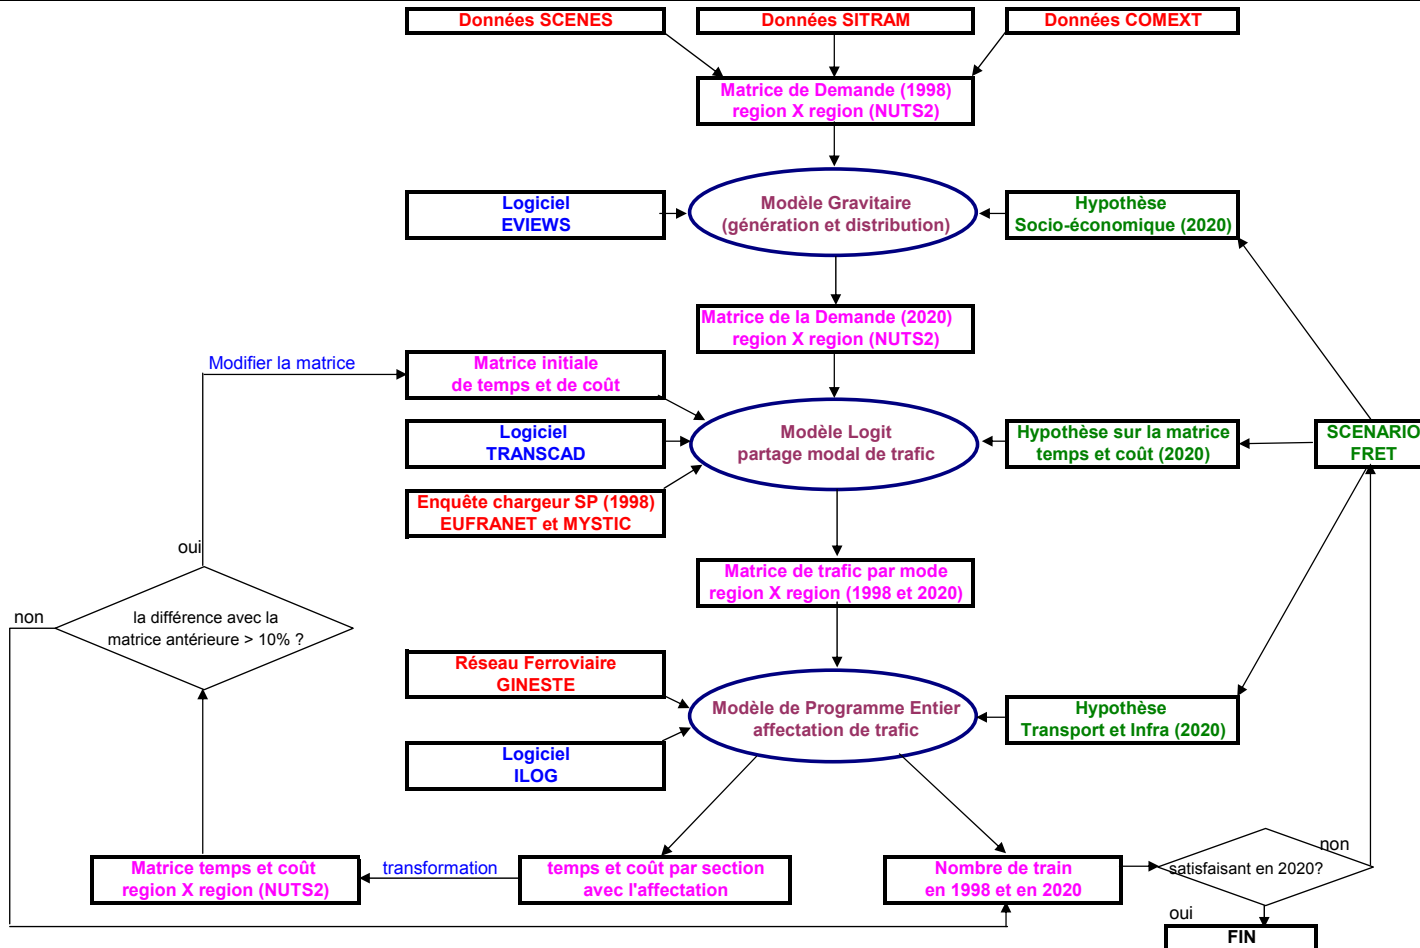 Données SCENES
Données SITRAM
Données COMEXT
Matrice de Demande (1998)
region X region (NUTS2)
Logiciel
EVIEWS
Modèle Gravitaire
(génération et distribution)
Hypothèse
Socio-économique (2020)
Matrice de la Demande (2020)
region X region (NUTS2)
Modifier la matrice
Matrice initiale
de temps et de coût
Logiciel
TRANSCAD
Modèle Logit
partage modal de trafic
Hypothèse sur la matrice
temps et coût (2020)
SCENARIO
FRET
Enquête chargeur SP (1998)
EUFRANET et MYSTIC
oui
Matrice de trafic par mode
region X region (1998 et 2020)
non
la différence avec la
matrice antérieure > 10% ?
Réseau Ferroviaire
GINESTE
Modèle de Programme Entier
affectation de trafic
Hypothèse
Transport et Infra (2020)
Logiciel
ILOG
Matrice temps et coût
region X region (NUTS2)
transformation
temps et coût par section
avec l'affectation
Nombre de train
en 1998 et en 2020
satisfaisant en 2020?
non
oui
FIN